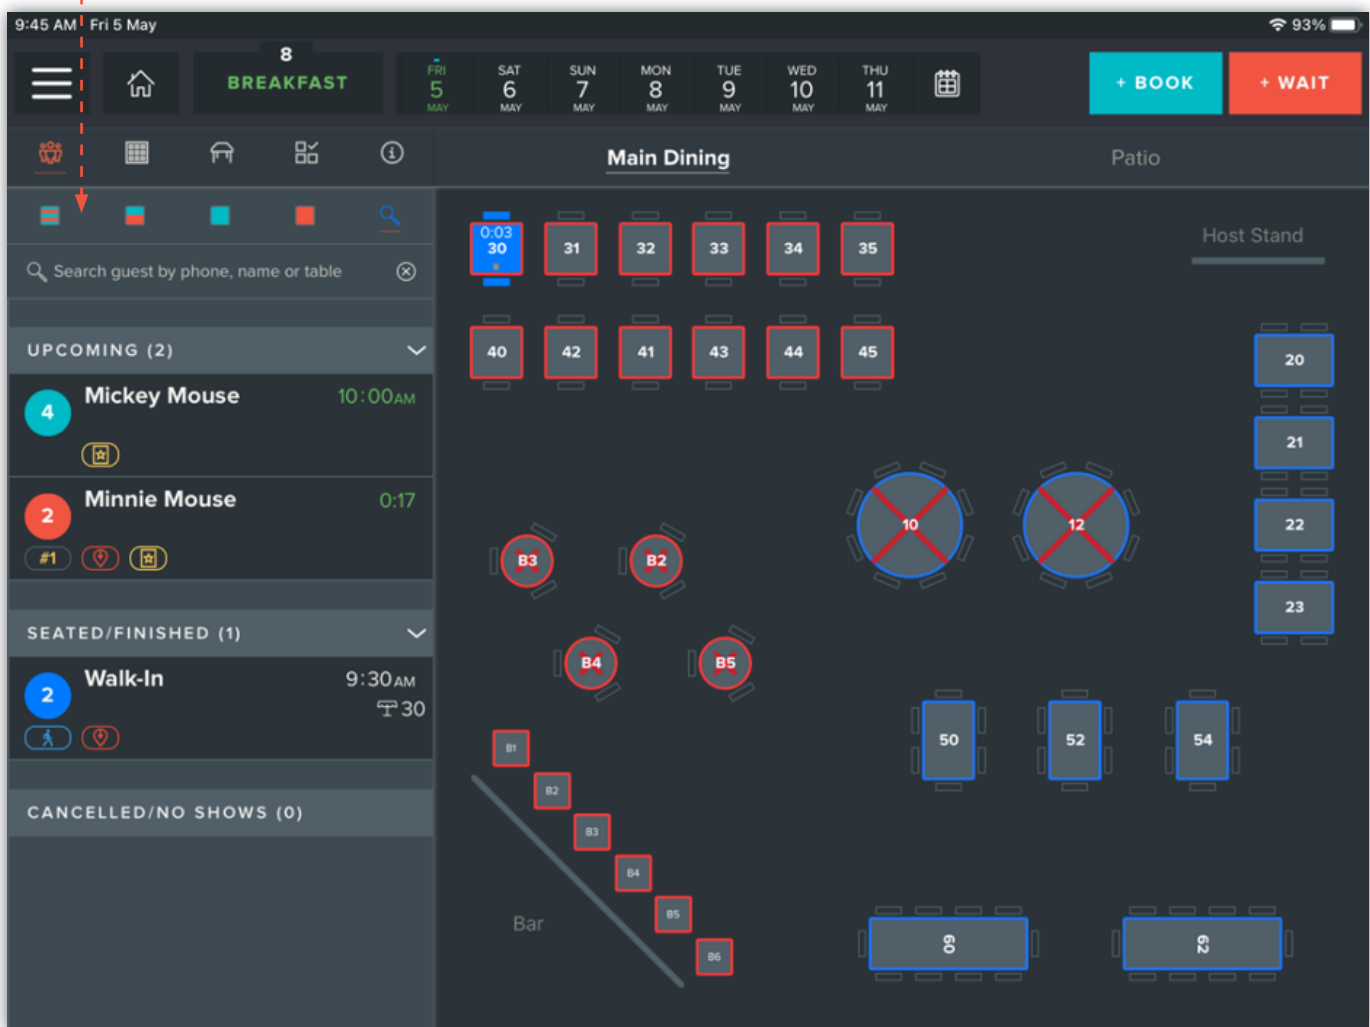 9:45 AM Fri 5 May
93%
8
BREAKFAST
FRI
5
MAY
SAT
6
MAY
SUN
7
MAY
MON
8
MAY
TUE
9
MAY
WED
10
MAY
THU
11
MAY
+ BOOK
+ WAIT
Main Dining
Patio
Search guest by phone, name or table
UPCOMING (2)
4
Mickey Mouse
10:00AM
2
Minnie Mouse
0:17
#1
SEATED/FINISHED (1)
2
Walk-In
9:30AM
30
CANCELLED/NO SHOWS (0)
0:03
30
31
32
33
34
35
Host Stand
40
42
41
43
44
45
20
21
22
23
10
12
B3
B2
B4
B5
50
52
54
B1
B2
B3
B4
B5
B6
Bar
60
62